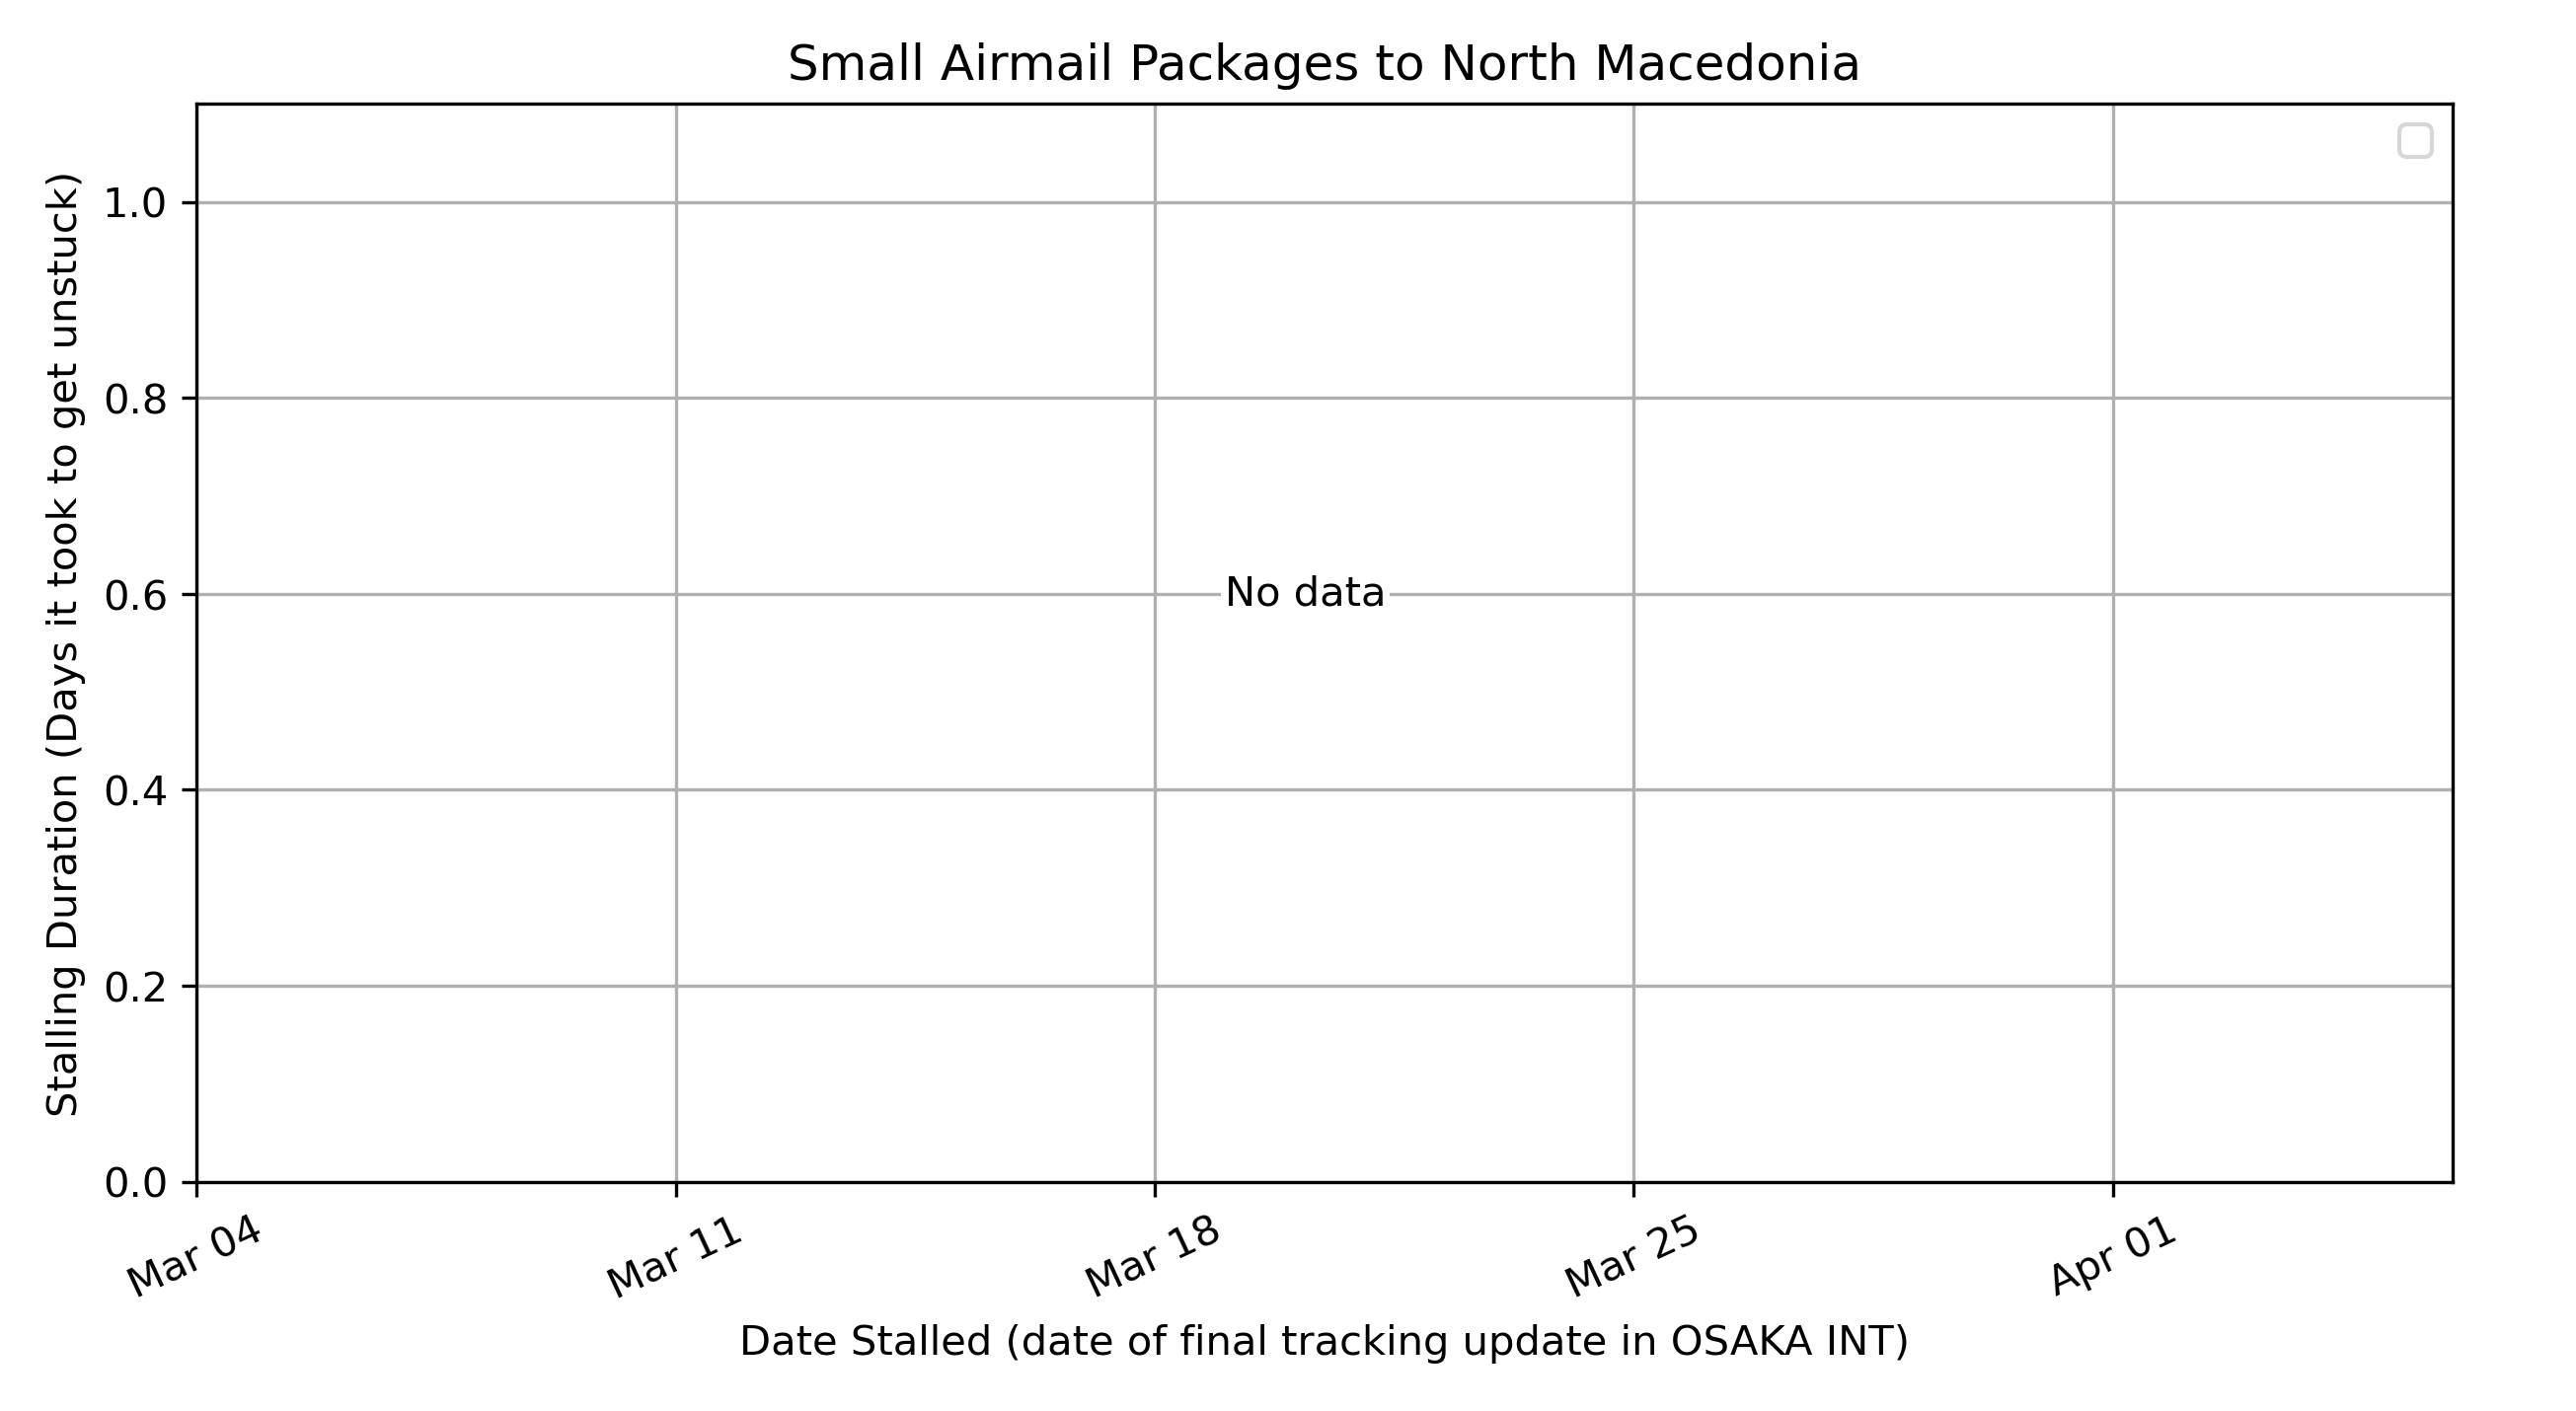 Small Airmail Packages to North Macedonia
Stalling Duration (Days it took to get unstuck)
1.0
0.8
0.6
0.4
0.2
0.0
No data
Mar 04
Mar 11
Mar 18
Mar 25
Apr 01
Date Stalled (date of final tracking update in OSAKA INT)